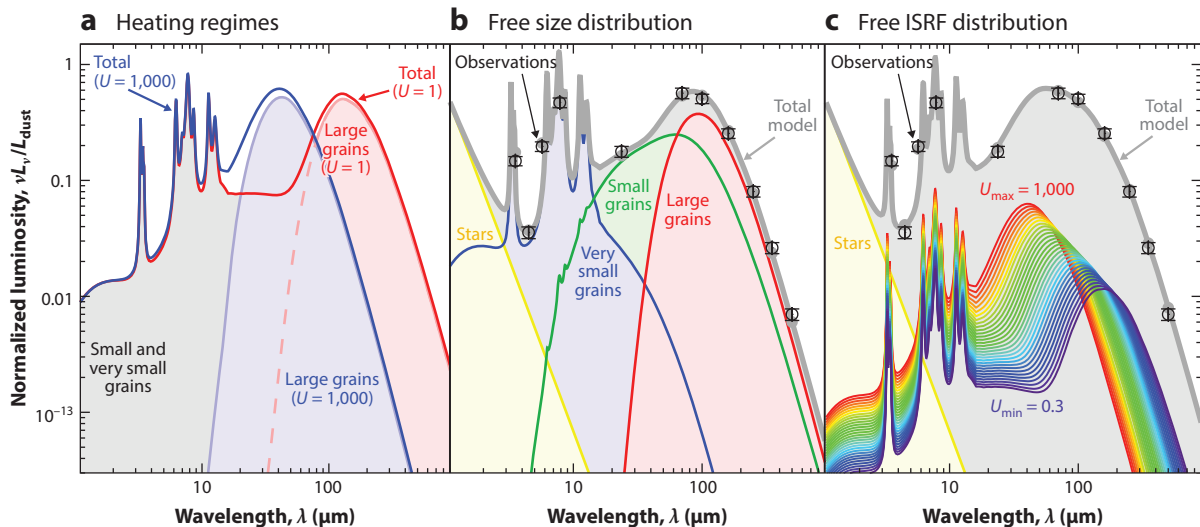 a Heating regimes
b Free size distribution
c Free ISRF distribution
Normalized luminosity, νLν/Ldust
1
0.1
0.01
10⁻¹³
Total
(U = 1,000)
Total
(U = 1)
Large
grains
(U = 1)
Small and
very small
grains
Large grains
(U = 1,000)
10
100
Wavelength, λ (μm)
Observations
Total
model
Small
grains
Large
grains
Stars
Very
small
grains
10
100
Wavelength, λ (μm)
Observations
Total
model
Umax = 1,000
Stars
Umin = 0.3
10
100
Wavelength, λ (μm)